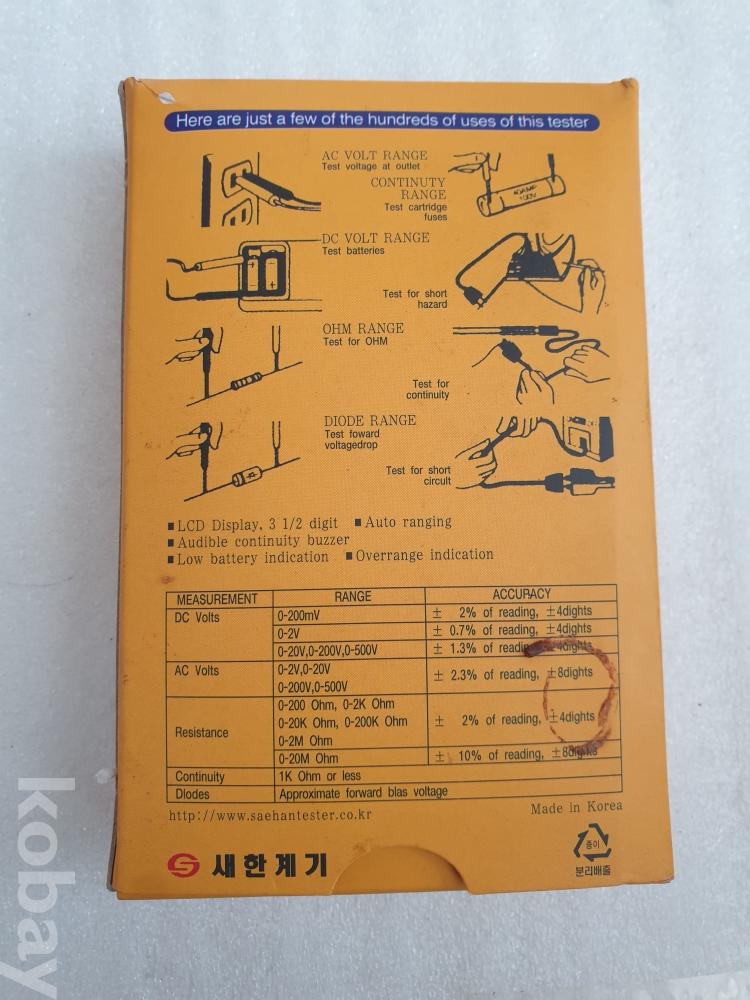 Here are just a few of the hundreds of uses of this tester
AC VOLT RANGE
Test voltage at outlet
CONTINUTY
RANGE
Test cartridge
fuses
DC VOLT RANGE
Test batteries
Test for short
hazard
OHM RANGE
Test for OHM
Test for
continuity
DIODE RANGE
Test foward
voltagedrop
Test for short
circult
■ LCD Display, 3 1/2 digit ■ Auto ranging
■ Audible continuity buzzer
■ Low battery indication ■ Overrange indication
MEASUREMENT RANGE ACCURACY
DC Volts 0-200mV ± 2% of reading, ±4dights
0-2V ± 0.7% of reading, ±4dights
0-20V,0-200V,0-500V ± 1.3% of reading, ±4dights
AC Volts 0-2V,0-20V
0-200V,0-500V ± 2.3% of reading, ±8dights
Resistance 0-200 Ohm, 0-2K Ohm
0-20K Ohm, 0-200K Ohm ± 2% of reading, ±4dights
0-2M Ohm
0-20M Ohm ± 10% of reading, ±8dights
Continuity 1K Ohm or less
Dlodes Approximate forward blas voltage
http://www.saehantester.co.kr Made in Korea
새한계기
종이
분리배출
kobay